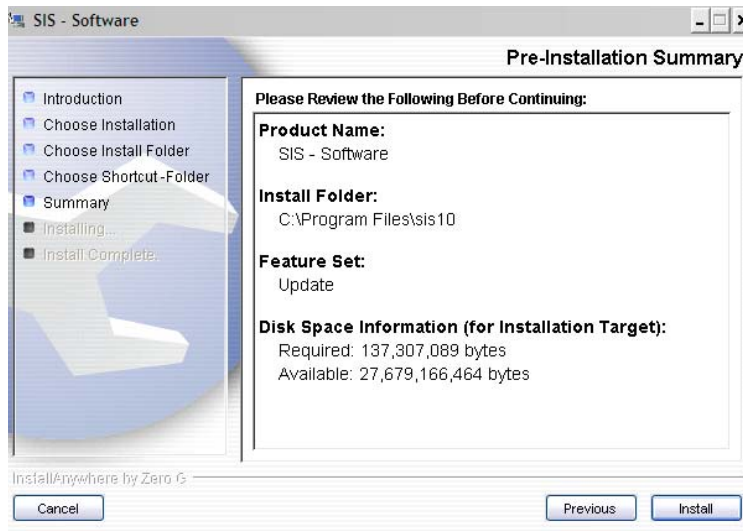 SIS - Software
Pre-Installation Summary
Introduction
Choose Installation
Choose Install Folder
Choose Shortcut-Folder
Summary
Installing...
Install Complete.
Please Review the Following Before Continuing:
Product Name:
SIS - Software
Install Folder:
C:\Program Files\sis10
Feature Set:
Update
Disk Space Information (for Installation Target):
Required: 137,307,089 bytes
Available: 27,679,166,464 bytes
InstallAnywhere by Zero G
Cancel
Previous
Install